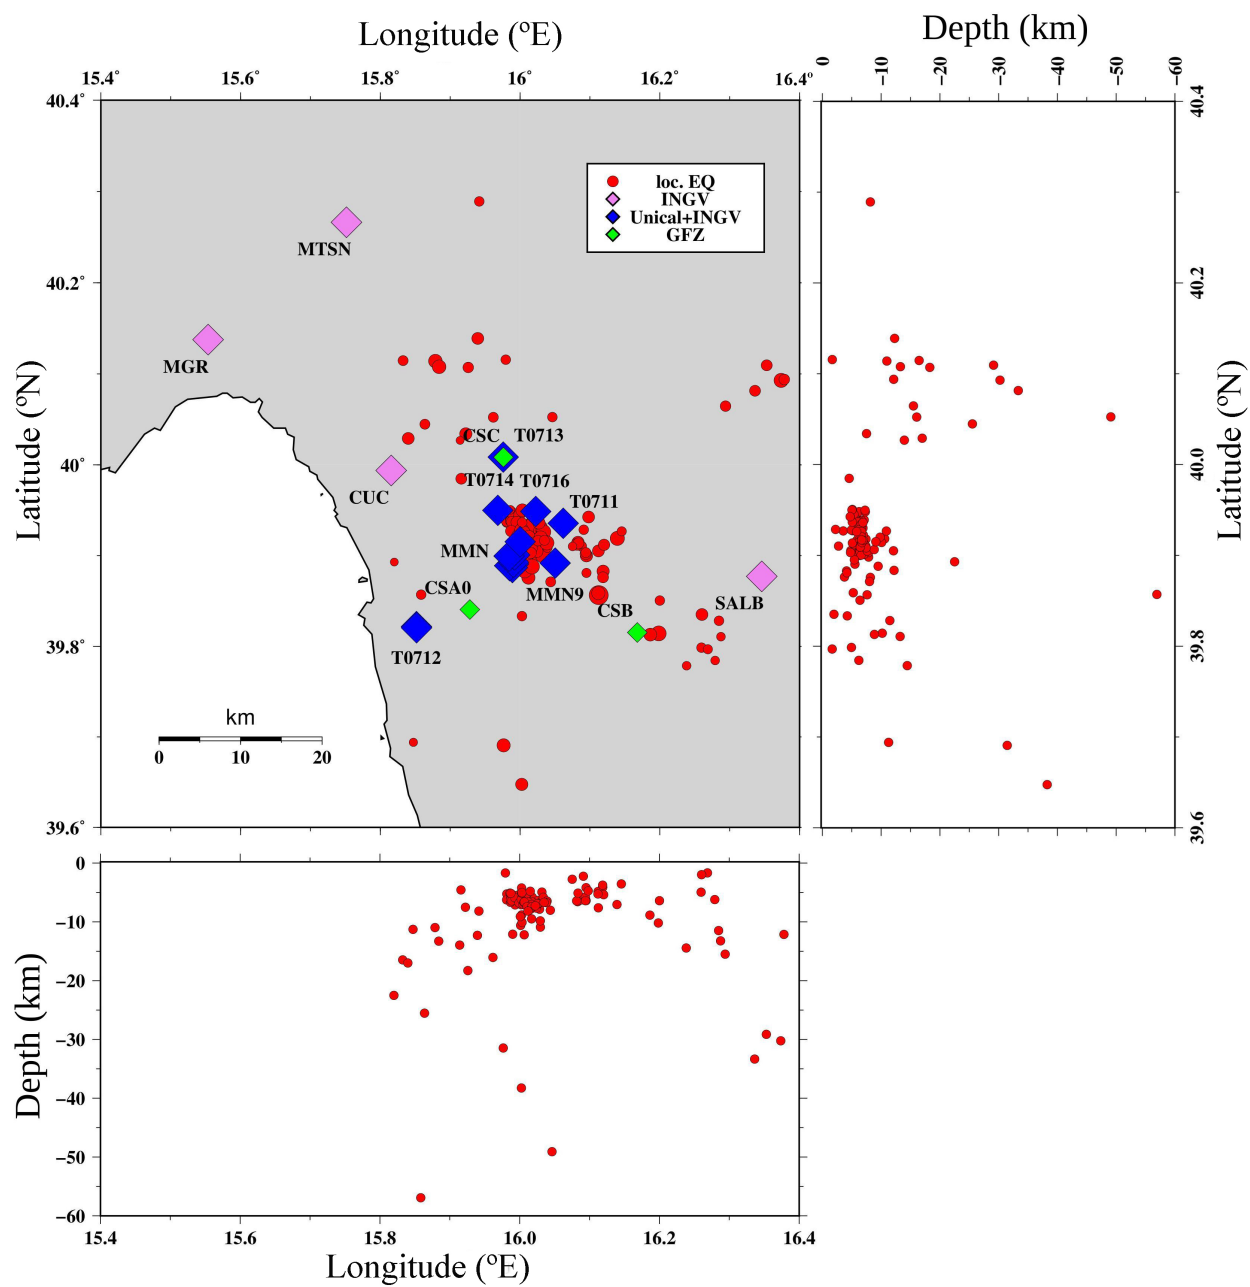 Longitude (ºE)
Depth (km)
15.4°
15.6°
15.8°
16°
16.2°
16.4°
0
−10
−20
−30
−40
−50
−60
40.4°
40.2°
40°
39.8°
39.6°
Latitude (ºN)
loc. EQ
INGV
Unical+INGV
GFZ
MTSN
MGR
CUC
CSC
T0713
T0714
T0716
T0711
MMN
MMN9
CSA0
CSB
SALB
T0712
km
0
10
20
40.4
40.2
40.0
39.8
39.6
Latitude (ºN)
0
−10
−20
−30
−40
−50
−60
Depth (km)
15.4
15.6
15.8
16.0
16.2
16.4
Longitude (ºE)